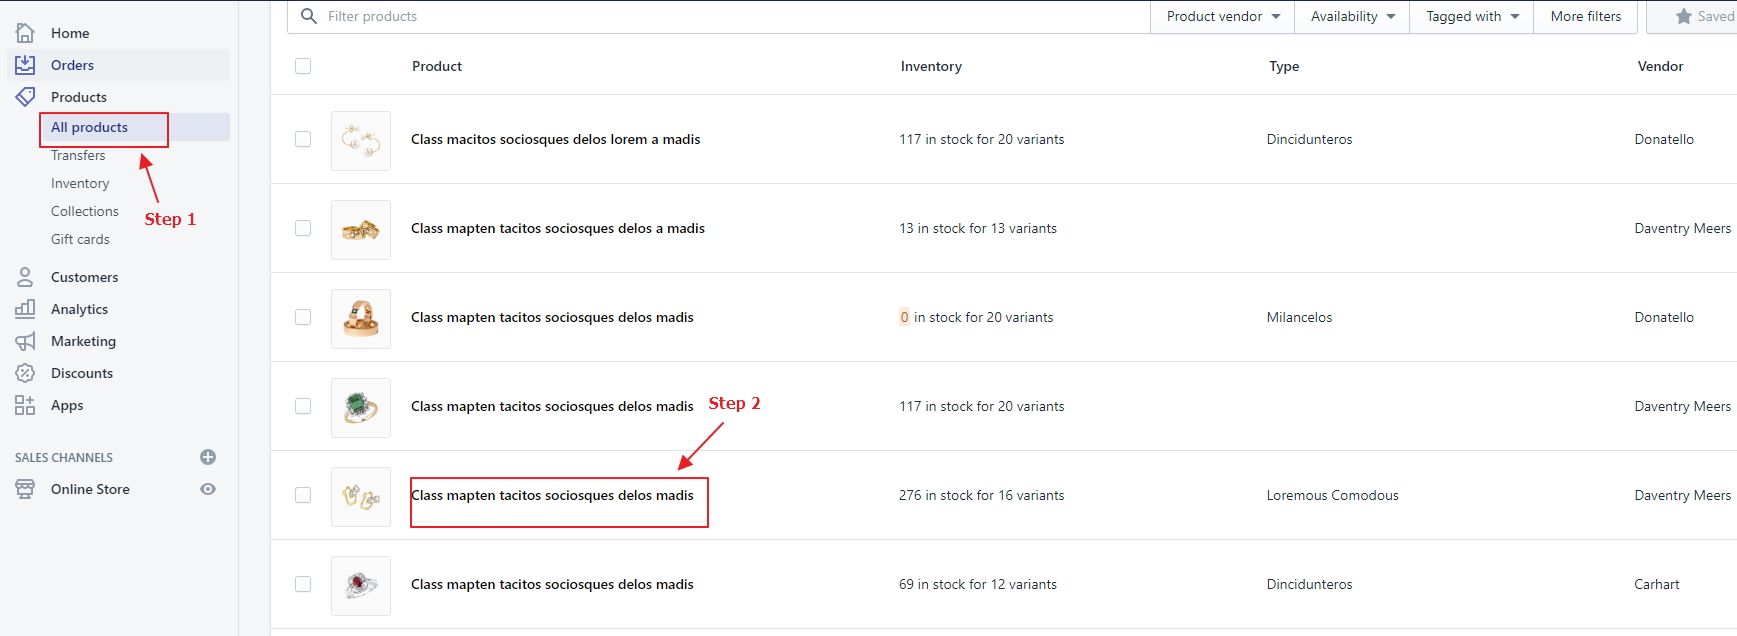 Filter products
Product vendor
Availability
Tagged with
More filters
Saved
Home
Orders
Products
All products
Transfers
Inventory
Collections
Gift cards
Step 1
Customers
Analytics
Marketing
Discounts
Apps
SALES CHANNELS
Online Store
Product Inventory Type Vendor
Class macitos sociosques delos lorem a madis 117 in stock for 20 variants Dincidunteros Donatello
Class mapten tacitos sociosques delos a madis 13 in stock for 13 variants Daventry Meers
Class mapten tacitos sociosques delos madis 0 in stock for 20 variants Milancelos Donatello
Class mapten tacitos sociosques delos madis 117 in stock for 20 variants Daventry Meers
Step 2
Class mapten tacitos sociosques delos madis 276 in stock for 16 variants Loremous Comodous Daventry Meers
Class mapten tacitos sociosques delos madis 69 in stock for 12 variants Dincidunteros Carhart